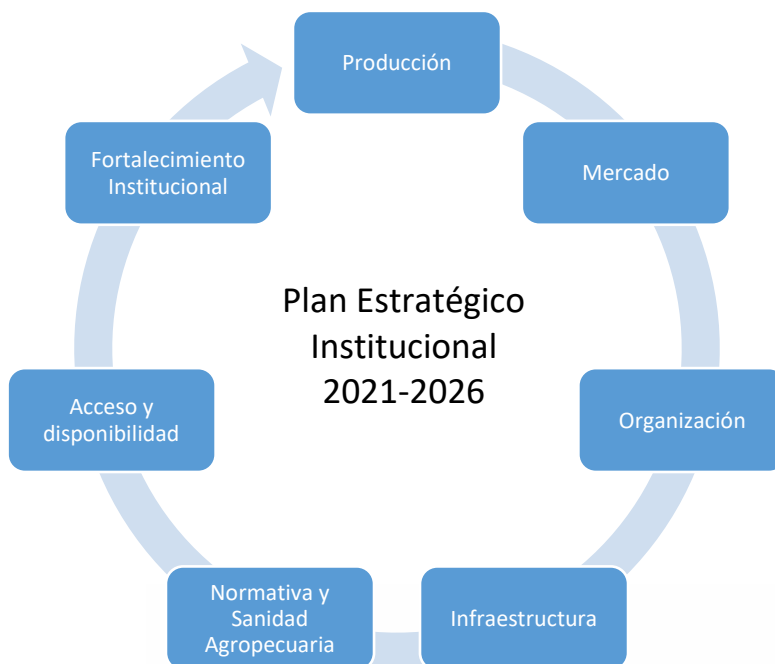 Producción
Mercado
Organización
Infraestructura
Normativa y
Sanidad
Agropecuaria
Acceso y
disponibilidad
Fortalecimiento
Institucional
Plan Estratégico
Institucional
2021-2026